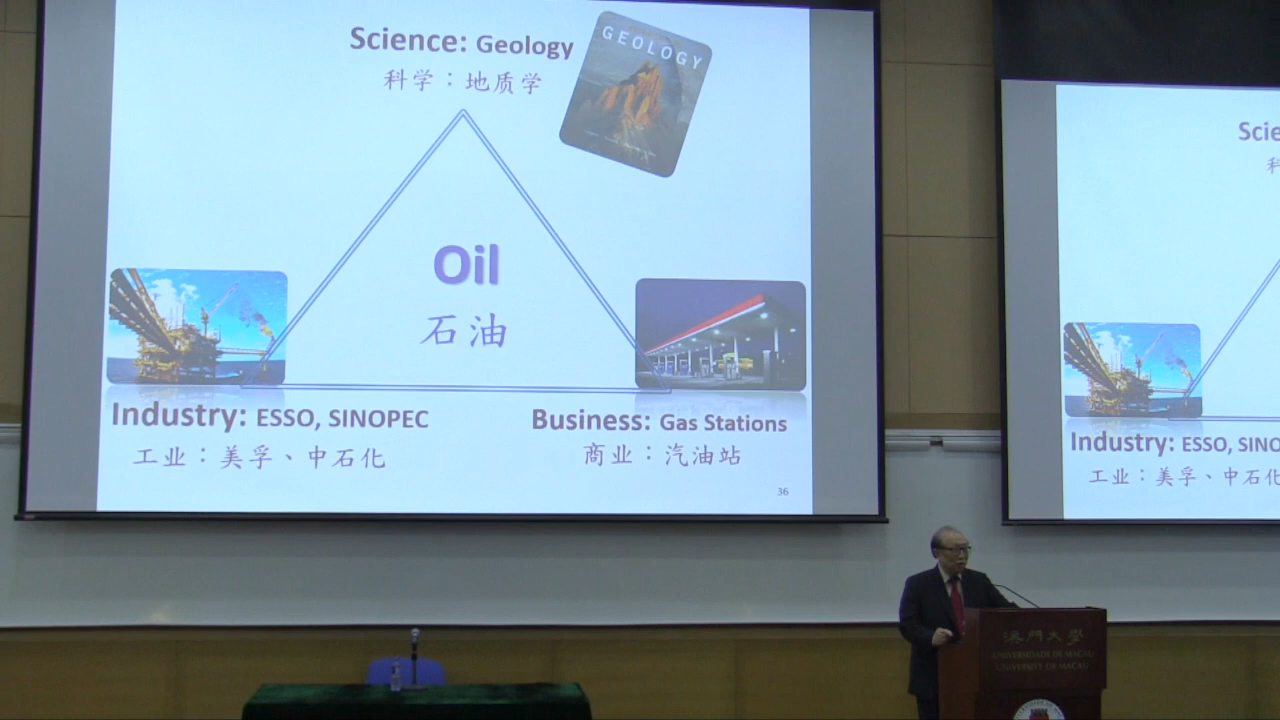 Science: Geology
科学：地质学
GEOLOGY
Oil
石油
Industry: ESSO, SINOPEC
工业：美孚、中石化
Business: Gas Stations
商业：汽油站
36
Scie
科
Industry: ESSO, SINO
工业：美孚、中石化
澳門大學
UNIVERSIDADE DE MACAU
UNIVERSITY OF MACAU